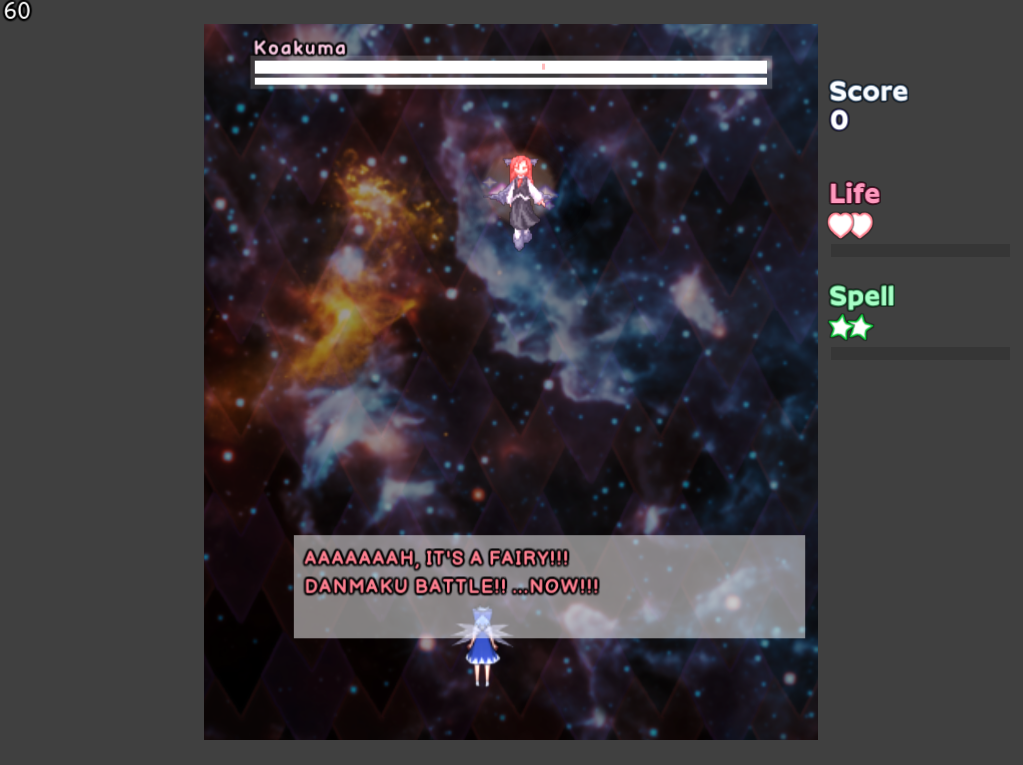 60
Koakuma
Score
0
Life
Spell
AAAAAAAH, IT'S A FAIRY!!!
DANMAKU BATTLE!! ...NOW!!!